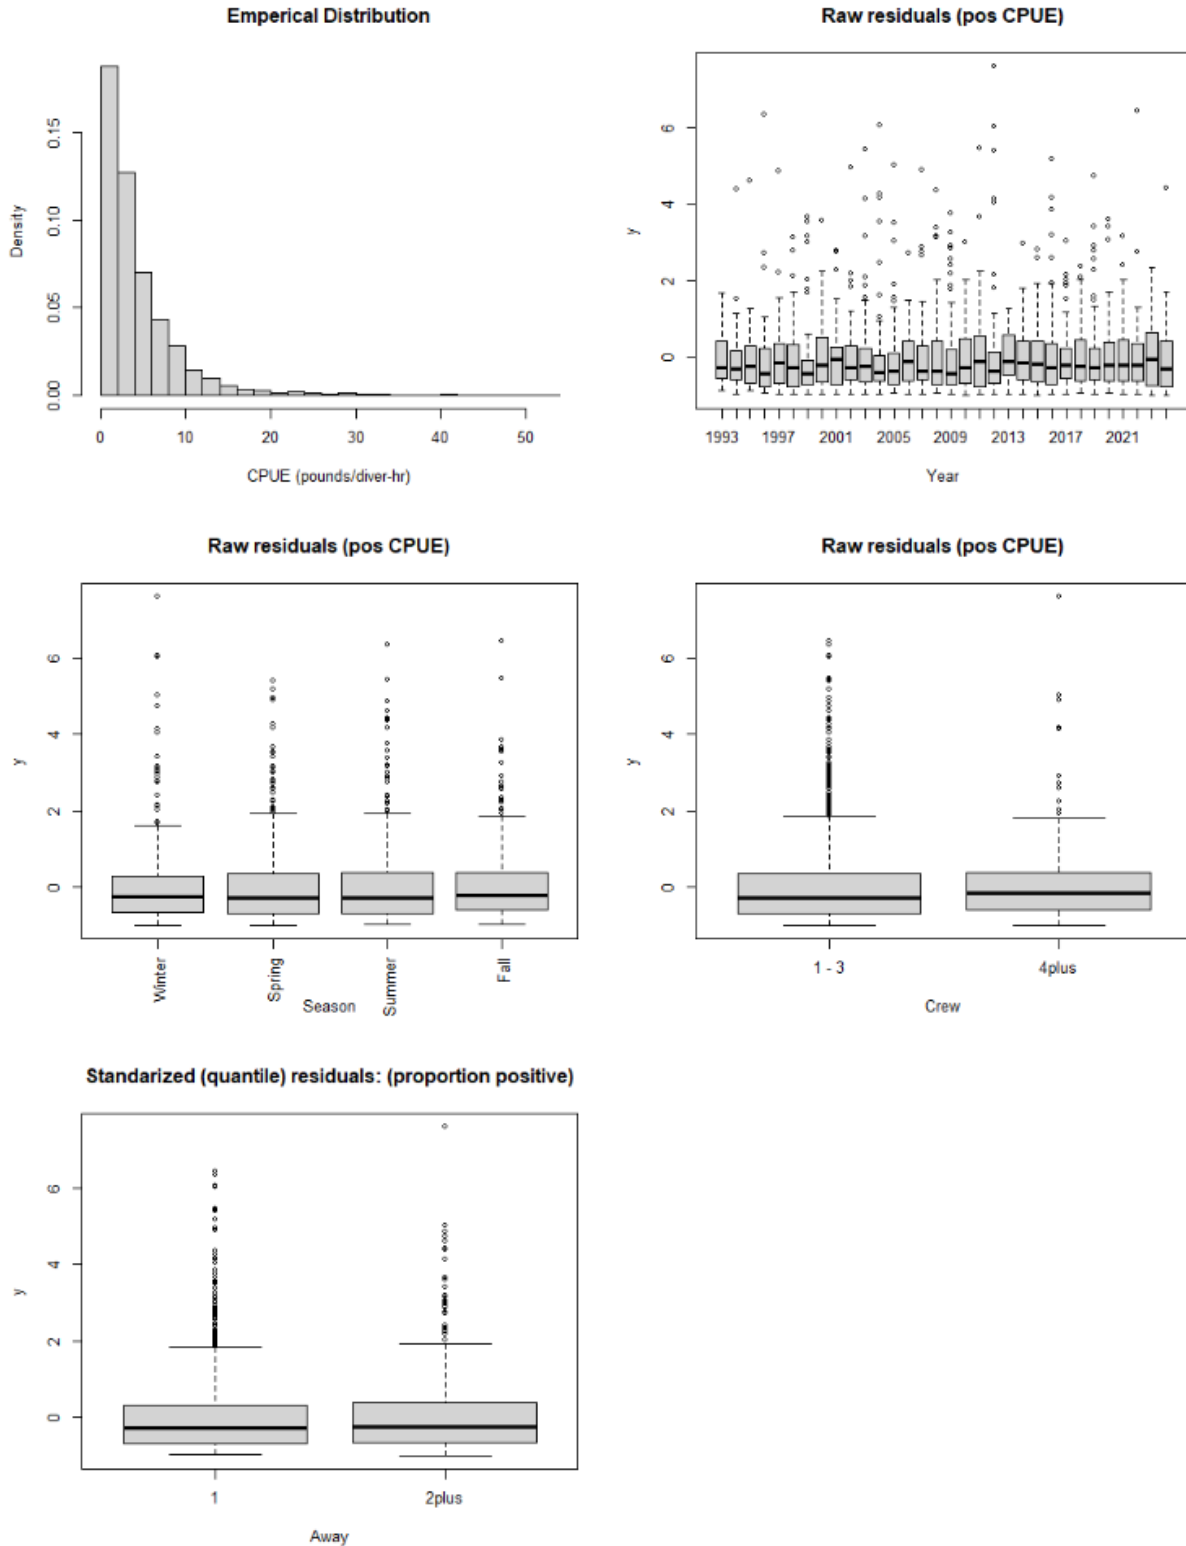 Emperical Distribution
Density
0.00 0.05 0.10 0.15
0 10 20 30 40 50
CPUE (pounds/diver-hr)
Raw residuals (pos CPUE)
y
0 2 4 6
1993 1997 2001 2005 2009 2013 2017 2021
Year
Raw residuals (pos CPUE)
y
0 2 4 6
Winter Spring Summer Fall
Season
Raw residuals (pos CPUE)
y
0 2 4 6
1 - 3 4plus
Crew
Standarized (quantile) residuals: (proportion positive)
y
0 2 4 6
1 2plus
Away